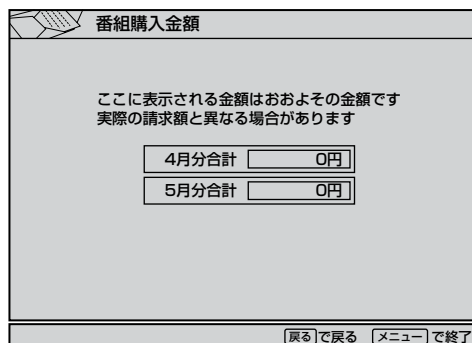 番組購入金額
ここに表示される金額はおおよその金額です
実際の請求額と異なる場合があります
4月分合計 0円
5月分合計 0円
戻る で戻る メニュー で終了